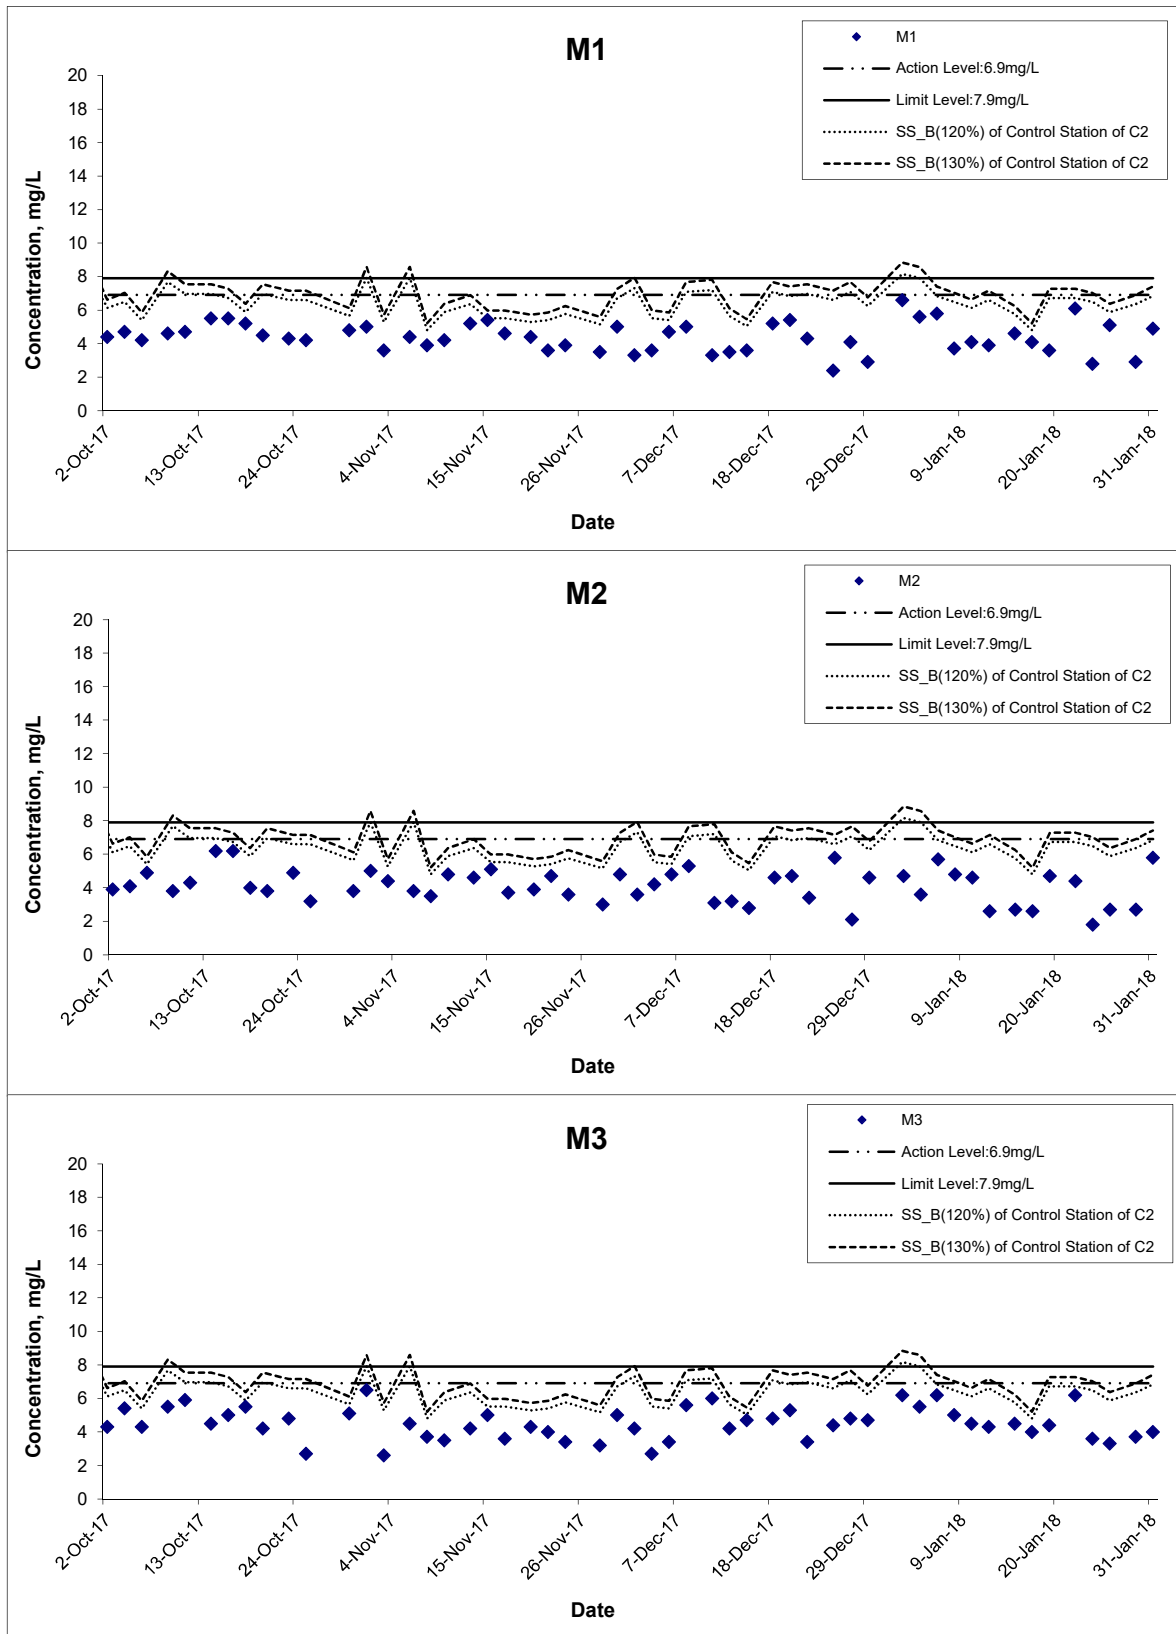 M1
M1
Action Level:6.9mg/L
Limit Level:7.9mg/L
SS_B(120%) of Control Station of C2
SS_B(130%) of Control Station of C2
Concentration, mg/L
20
18
16
14
12
10
8
6
4
2
0
2-Oct-17
13-Oct-17
24-Oct-17
4-Nov-17
15-Nov-17
26-Nov-17
7-Dec-17
18-Dec-17
29-Dec-17
9-Jan-18
20-Jan-18
31-Jan-18
Date
M2
M2
Action Level:6.9mg/L
Limit Level:7.9mg/L
SS_B(120%) of Control Station of C2
SS_B(130%) of Control Station of C2
Concentration, mg/L
20
18
16
14
12
10
8
6
4
2
0
2-Oct-17
13-Oct-17
24-Oct-17
4-Nov-17
15-Nov-17
26-Nov-17
7-Dec-17
18-Dec-17
29-Dec-17
9-Jan-18
20-Jan-18
31-Jan-18
Date
M3
M3
Action Level:6.9mg/L
Limit Level:7.9mg/L
SS_B(120%) of Control Station of C2
SS_B(130%) of Control Station of C2
Concentration, mg/L
20
18
16
14
12
10
8
6
4
2
0
2-Oct-17
13-Oct-17
24-Oct-17
4-Nov-17
15-Nov-17
26-Nov-17
7-Dec-17
18-Dec-17
29-Dec-17
9-Jan-18
20-Jan-18
31-Jan-18
Date